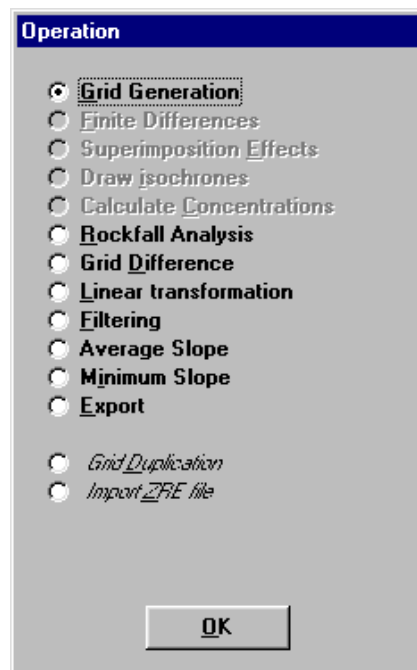 Operation
Grid Generation
Finite Differences
Superimposition Effects
Draw isochrones
Calculate Concentrations
Rockfall Analysis
Grid Difference
Linear transformation
Filtering
Average Slope
Minimum Slope
Export
Grid Duplication
Import ZRE file
OK